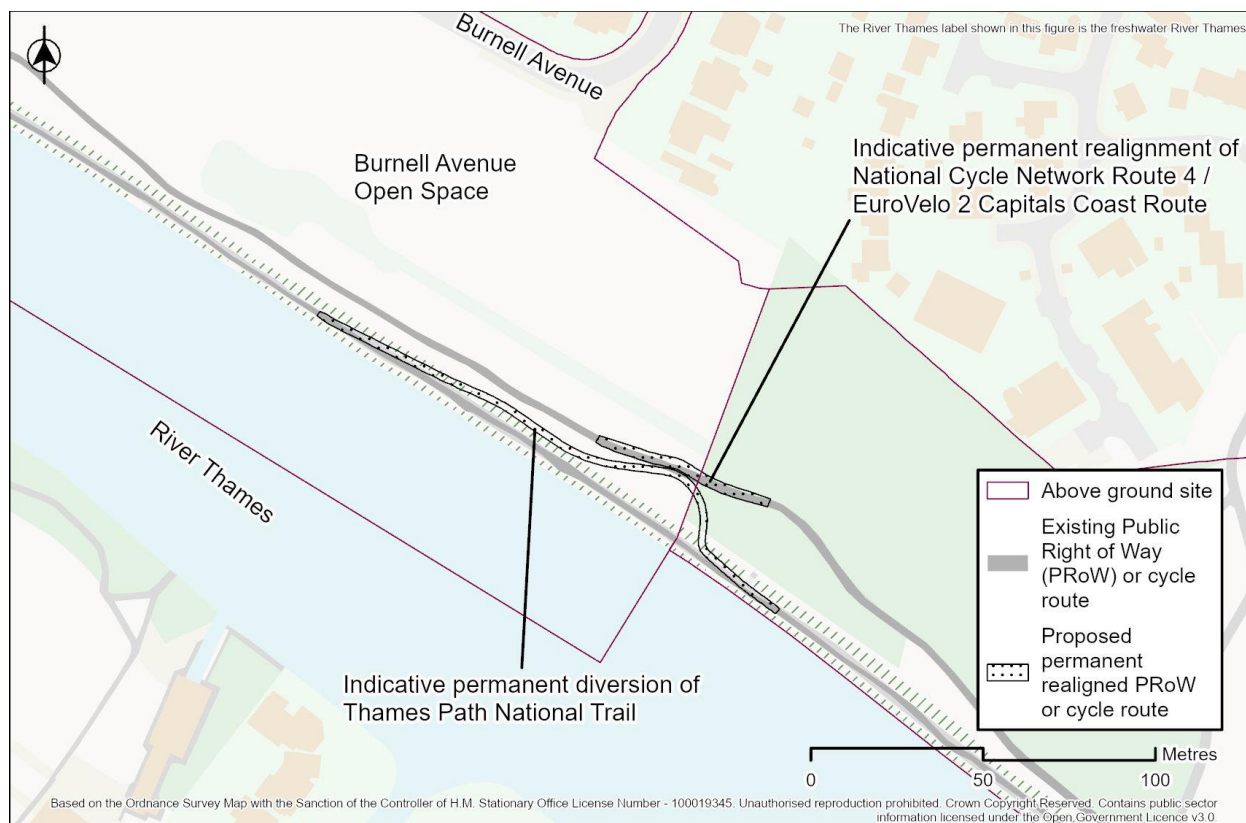 The River Thames label shown in this figure is the freshwater River Thames
Burnell Avenue
Burnell Avenue
Open Space
Indicative permanent realignment of
National Cycle Network Route 4 /
EuroVelo 2 Capitals Coast Route
River Thames
Indicative permanent diversion of
Thames Path National Trail
Above ground site
Existing Public
Right of Way
(PRoW) or cycle
route
Proposed
permanent
realigned PRoW
or cycle route
Metres
0 50 100
Based on the Ordnance Survey Map with the Sanction of the Controller of H.M. Stationary Office License Number - 100019345. Unauthorised reproduction prohibited. Crown Copyright Reserved. Contains public sector
information licensed under the Open Government Licence v3.0.